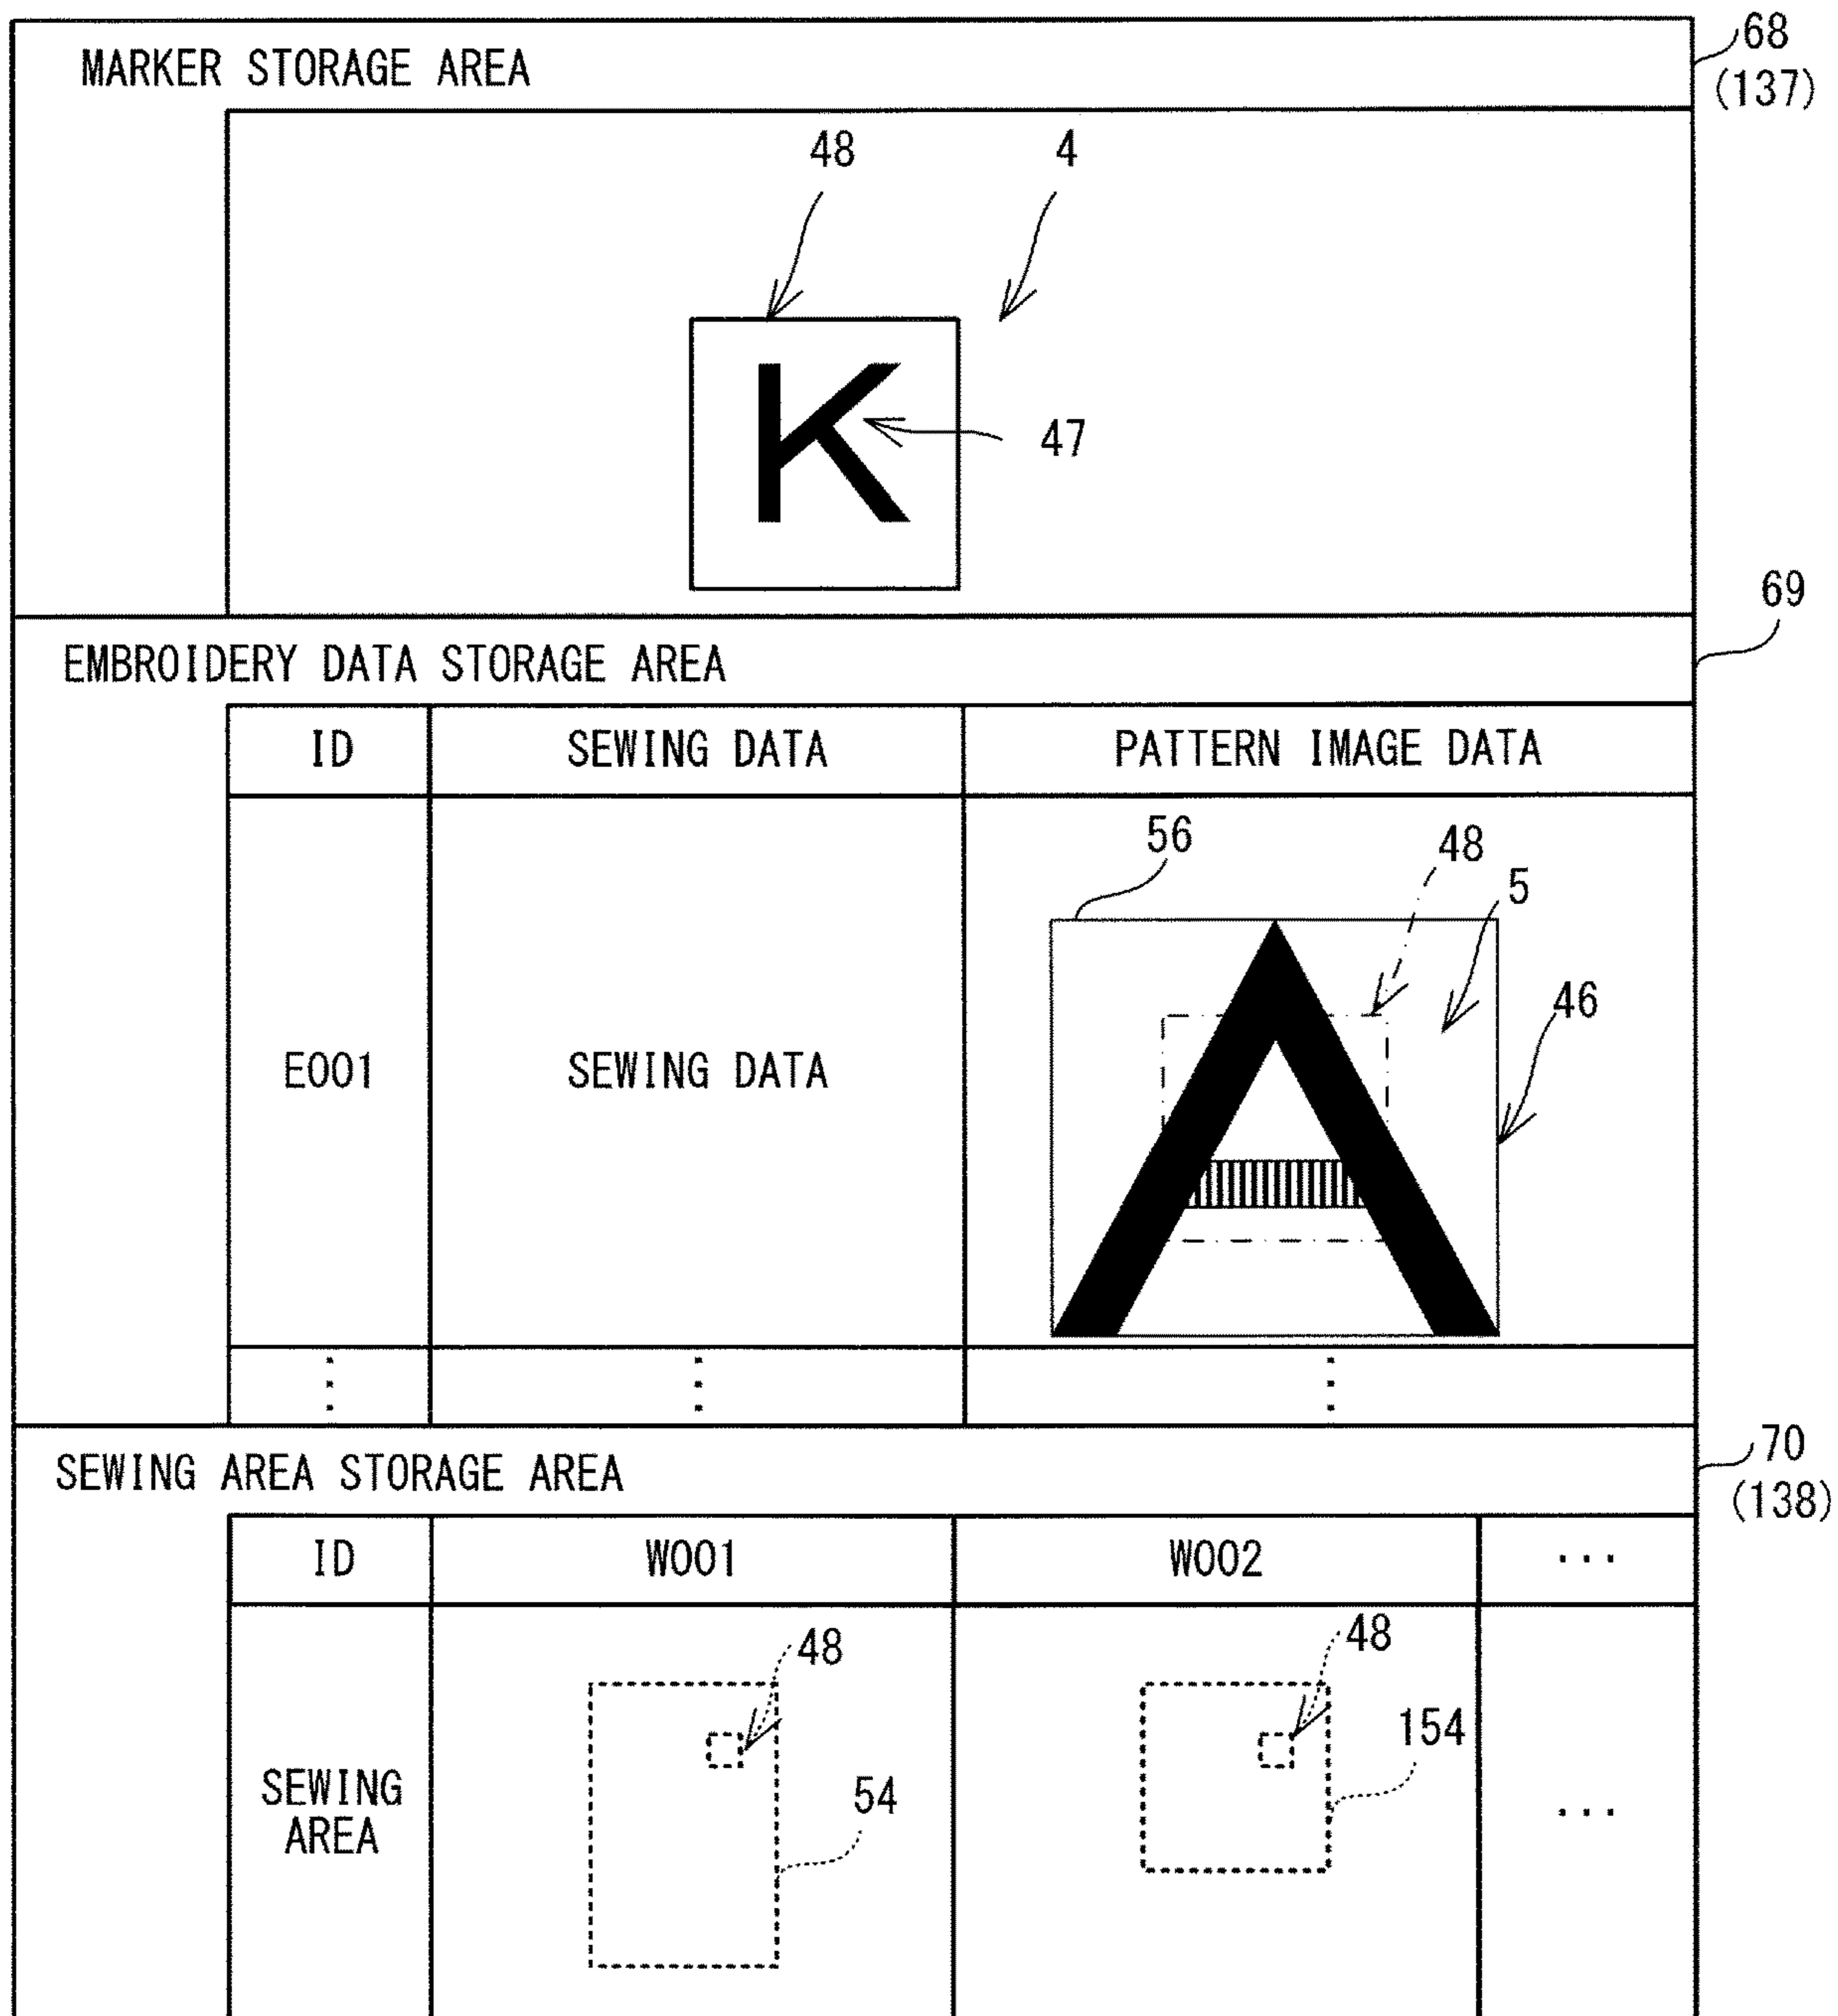 MARKER STORAGE AREA
68
(137)
48
4
K
47
69
EMBROIDERY DATA STORAGE AREA
ID SEWING DATA PATTERN IMAGE DATA
56
48
5
46
E001 SEWING DATA
A
⋮ ⋮ ⋮
70
SEWING AREA STORAGE AREA
(138)
ID W001 W002 ...
48 48
154
54
SEWING
AREA
...